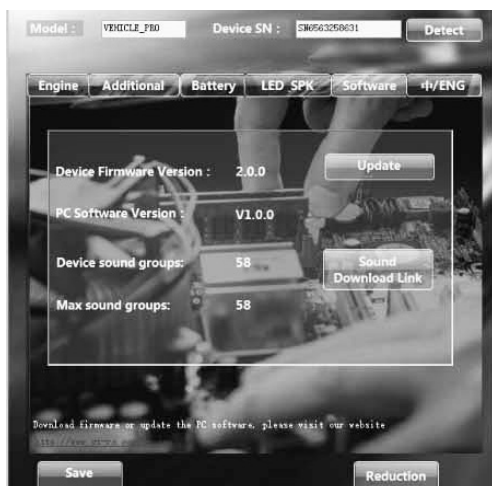 Model : VEHICLE_PRO Device SN : SN6563258631 Detect
Engine Additional Battery LED_SPK Software 中/ENG
Device Firmware Version : 2.0.0 Update
PC Software Version : V1.0.0
Device sound groups: 58 Sound
Download Link
Max sound groups: 58
Download firmware or update the PC software, please visit our website
Save Reduction